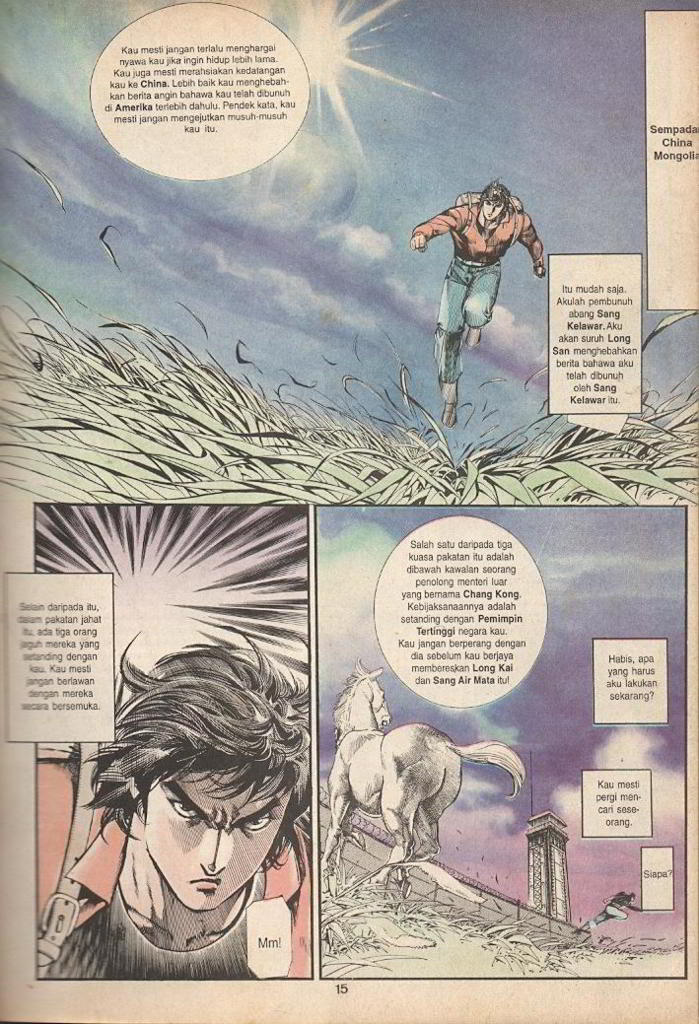 Kau mesti jangan terlalu menghargai
nyawa kau jika ingin hidup lebih lama.
Kau juga mesti merahsiakan kedatangan
kau ke China. Lebih baik kau menghebah-
kan berita angin bahawa kau telah dibunuh
di Amerika terlebih dahulu. Pendek kata, kau
mesti jangan mengejutkan musuh-musuh
kau itu.
Sempadan
China
Mongolia
Itu mudah saja.
Akulah pembunuh
abang Sang
Kelawar. Aku
akan suruh Long
San menghebahkan
berita bahawa aku
telah dibunuh
oleh Sang
Kelawar itu.
Selain daripada itu,
dalam pakatan jahat
itu, ada tiga orang
jaguh mereka yang
setanding dengan
kau. Kau mesti
jangan berlawan
dengan mereka
secara bersemuka.
Mm!
Salah satu daripada tiga
kuasa pakatan itu adalah
dibawah kawalan seorang
penolong menteri luar
yang bernama Chang Kong.
Kebijaksanaannya adalah
setanding dengan Pemimpin
Tertinggi negara kau.
Kau jangan berperang dengan
dia sebelum kau berjaya
membereskan Long Kai
dan Sang Air Mata itu!
Habis, apa
yang harus
aku lakukan
sekarang?
Kau mesti
pergi men-
cari sese-
orang.
Siapa?
15